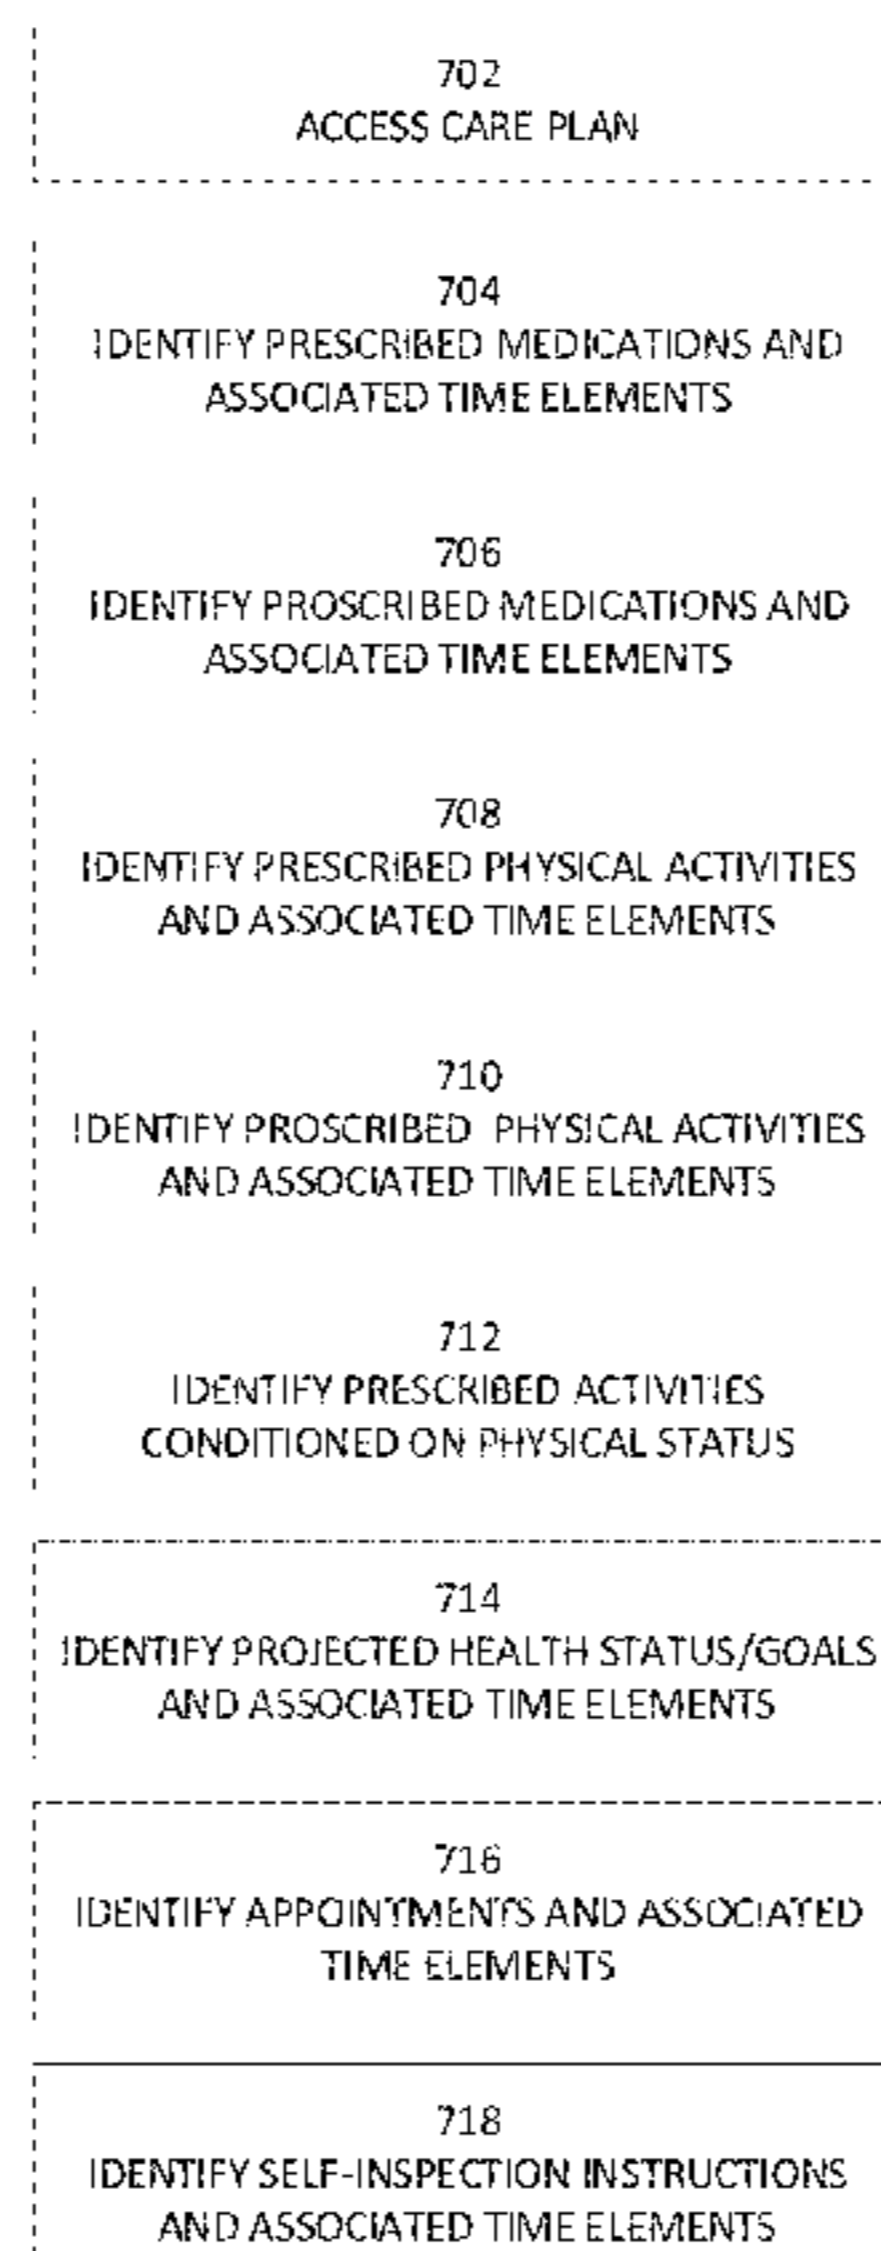 702
ACCESS CARE PLAN
704
IDENTIFY PRESCRIBED MEDICATIONS AND
ASSOCIATED TIME ELEMENTS
706
IDENTIFY PROSCRIBED MEDICATIONS AND
ASSOCIATED TIME ELEMENTS
708
IDENTIFY PRESCRIBED PHYSICAL ACTIVITIES
AND ASSOCIATED TIME ELEMENTS
710
IDENTIFY PROSCRIBED PHYSICAL ACTIVITIES
AND ASSOCIATED TIME ELEMENTS
712
IDENTIFY PRESCRIBED ACTIVITIES
CONDITIONED ON PHYSICAL STATUS
714
IDENTIFY PROJECTED HEALTH STATUS/GOALS
AND ASSOCIATED TIME ELEMENTS
716
IDENTIFY APPOINTMENTS AND ASSOCIATED
TIME ELEMENTS
718
IDENTIFY SELF-INSPECTION INSTRUCTIONS
AND ASSOCIATED TIME ELEMENTS